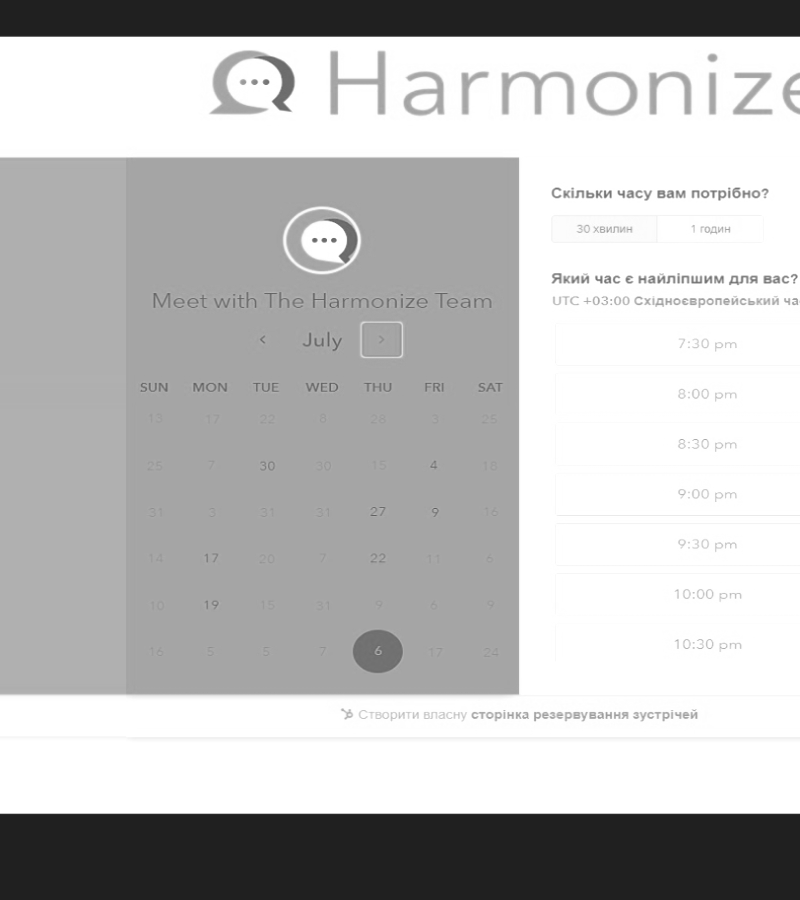 Harmonize
Meet with The Harmonize Team
July
SUN MON TUE WED THU FRI SAT
13 17 22 8 28 3 25
25 7 30 30 15 4 18
31 3 31 31 27 9 16
14 17 20 7 22 11 6
10 19 15 31 9 6 9
16 5 5 7 6 17 24
Скільки часу вам потрібно?
30 хвилин 1 годин
Який час є найліпшим для вас?
UTC +03:00 Східноєвропейський ча
7:30 pm
8:00 pm
8:30 pm
9:00 pm
9:30 pm
10:00 pm
10:30 pm
Створити власну сторінка резервування зустрічей